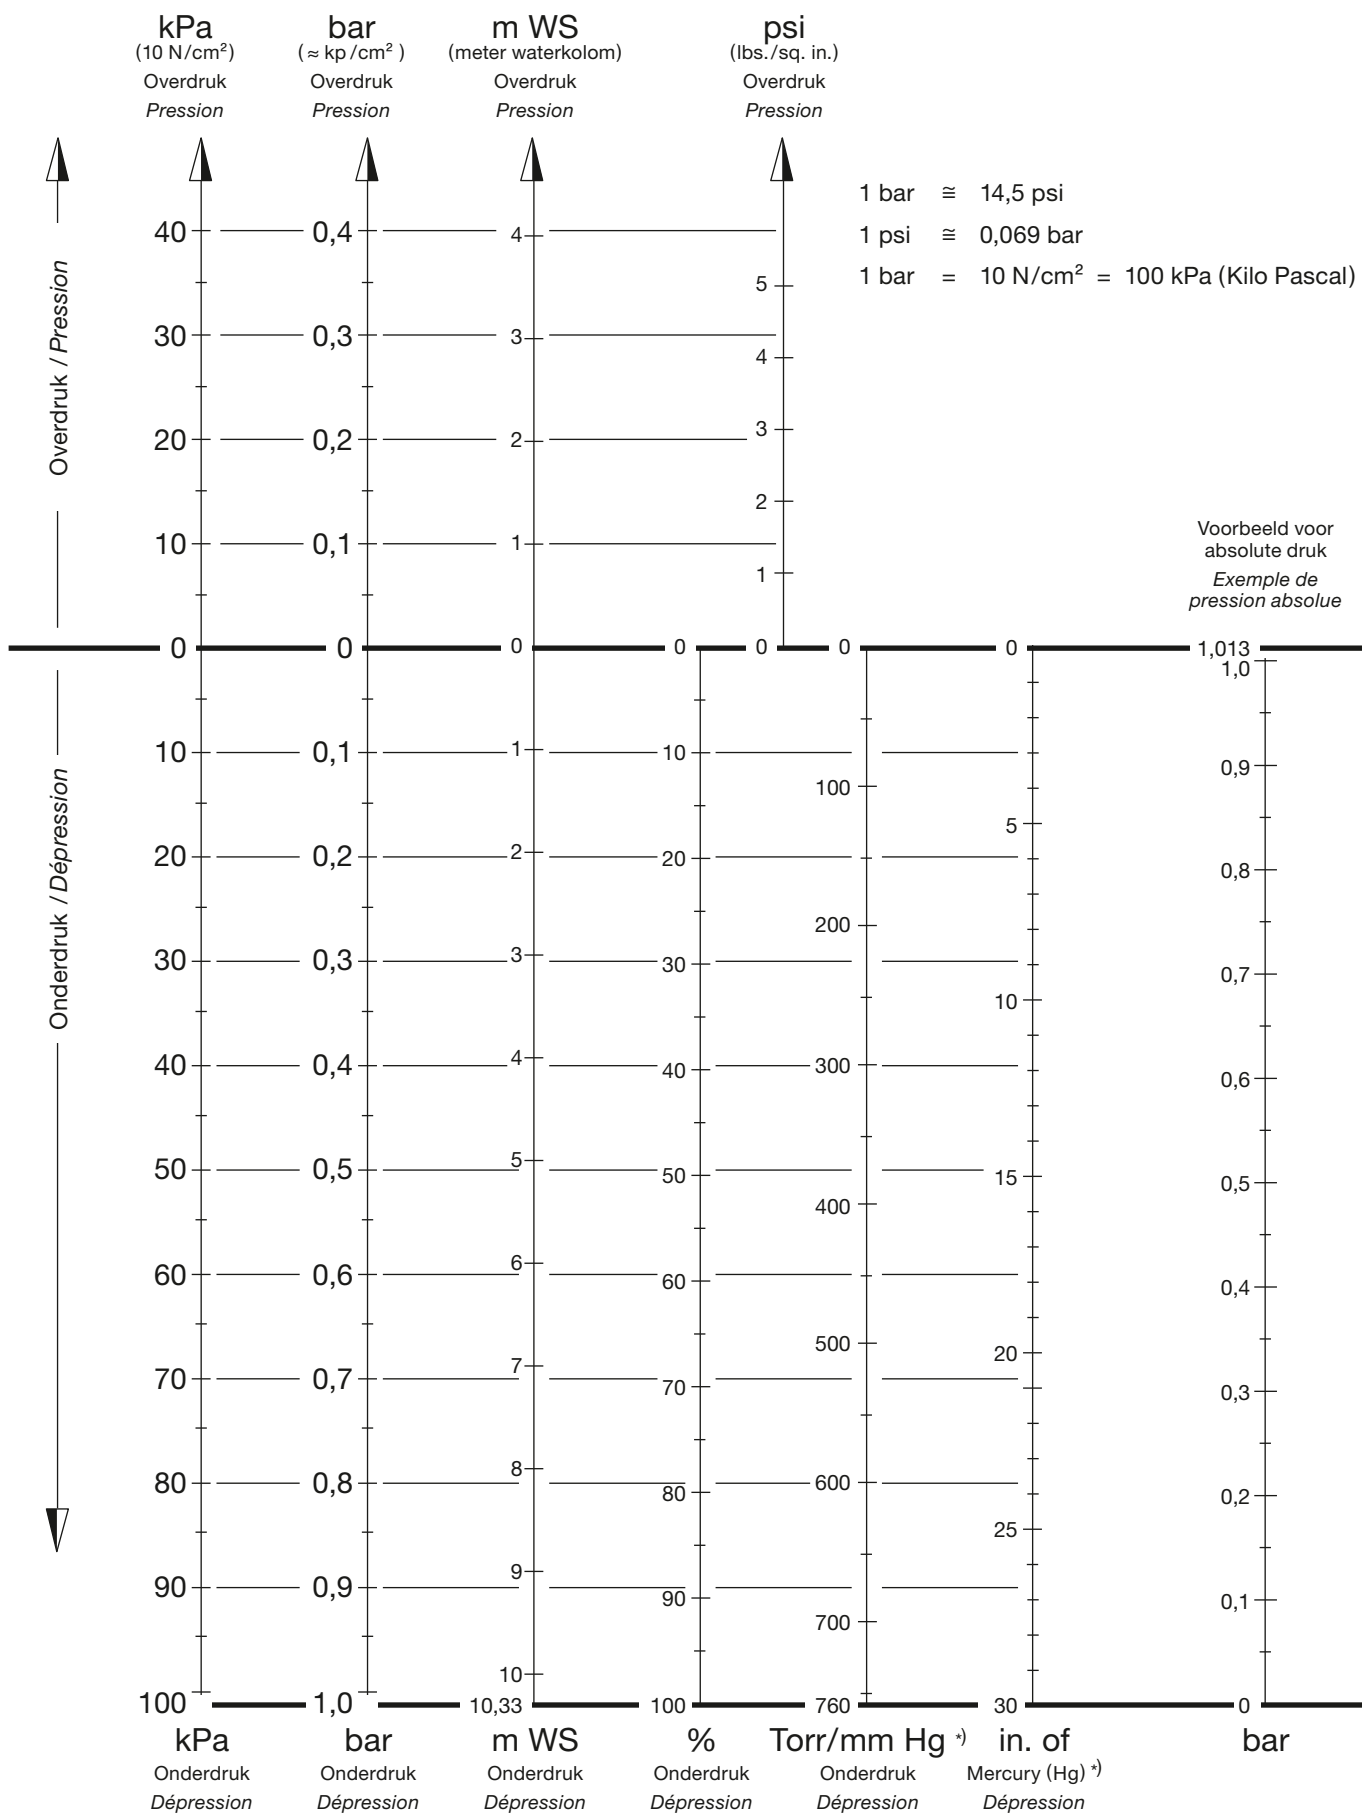 kPa bar m WS psi
(10 N/cm²) (≈ kp/cm²) (meter waterkolom) (lbs./sq. in.)
Overdruk Overdruk Overdruk Overdruk
Pression Pression Pression Pression
1 bar ≅ 14,5 psi
40 0,4 4
1 psi ≅ 0,069 bar
1 bar = 10 N/cm² = 100 kPa (Kilo Pascal)
5
30 0,3 3
4
Overdruk / Pression
20 0,2 2
3
2
Voorbeeld voor
absolute druk
10 0,1 1
1
Exemple de
pression absolue
0 0 0 0 0 0 0 1,013
1,0
10 0,1 1 10
0,9
100
5
Onderdruk / Dépression
20 0,2 2 20
0,8
200
30 0,3 3 30
0,7
10
40 0,4 4 40 300
0,6
50 0,5 5 50 15
0,5
400
60 0,6 6 60
0,4
500
20
70 0,7 7 70
0,3
80 0,8 8 80 600
0,2
25
90 0,9 9 90
0,1
700
10
100 1,0 10,33 100 760 30 0
kPa bar m WS % Torr/mm Hg *) in. of bar
Onderdruk Onderdruk Onderdruk Onderdruk Onderdruk Mercury (Hg) *)
Dépression Dépression Dépression Dépression Dépression Dépression